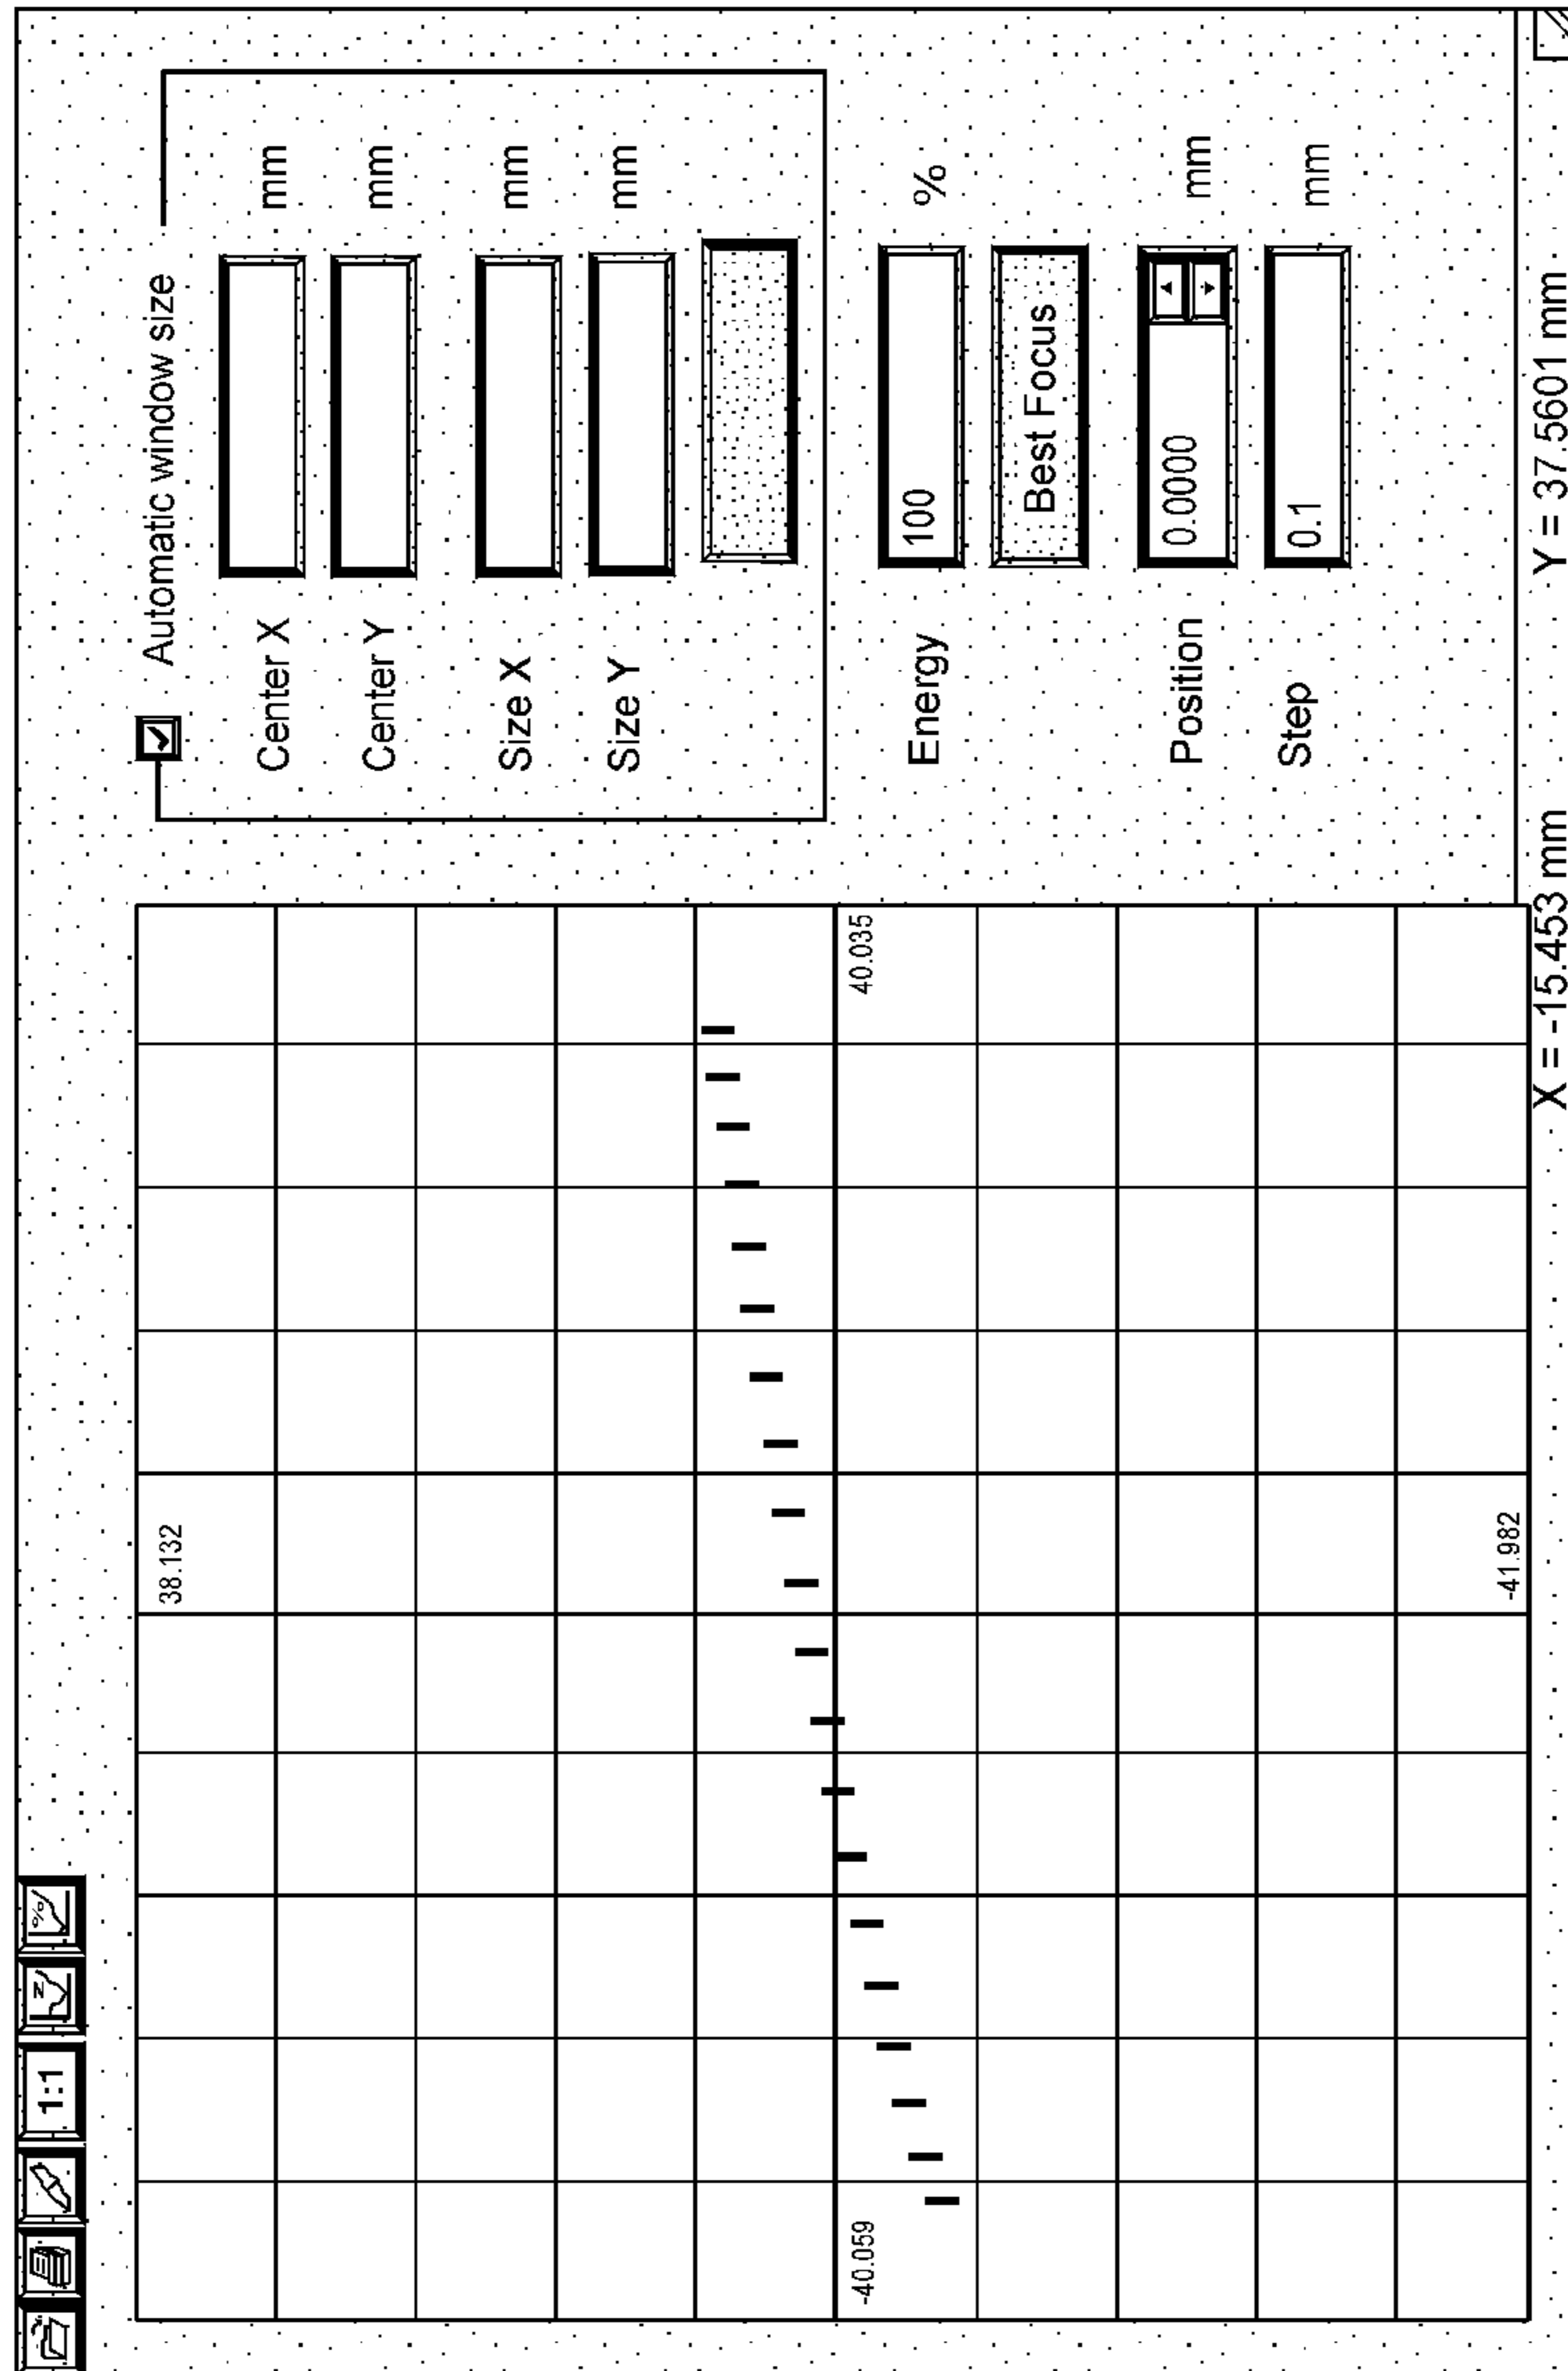 1:1
N
%
38.132
-40.059
40.035
-41.982
Automatic window size
Center X mm
Center Y mm
Size X mm
Size Y mm
Energy 100 %
Best Focus
Position 0.0000 mm
Step 0.1 mm
X = -15.453 mm Y = 37.5601 mm